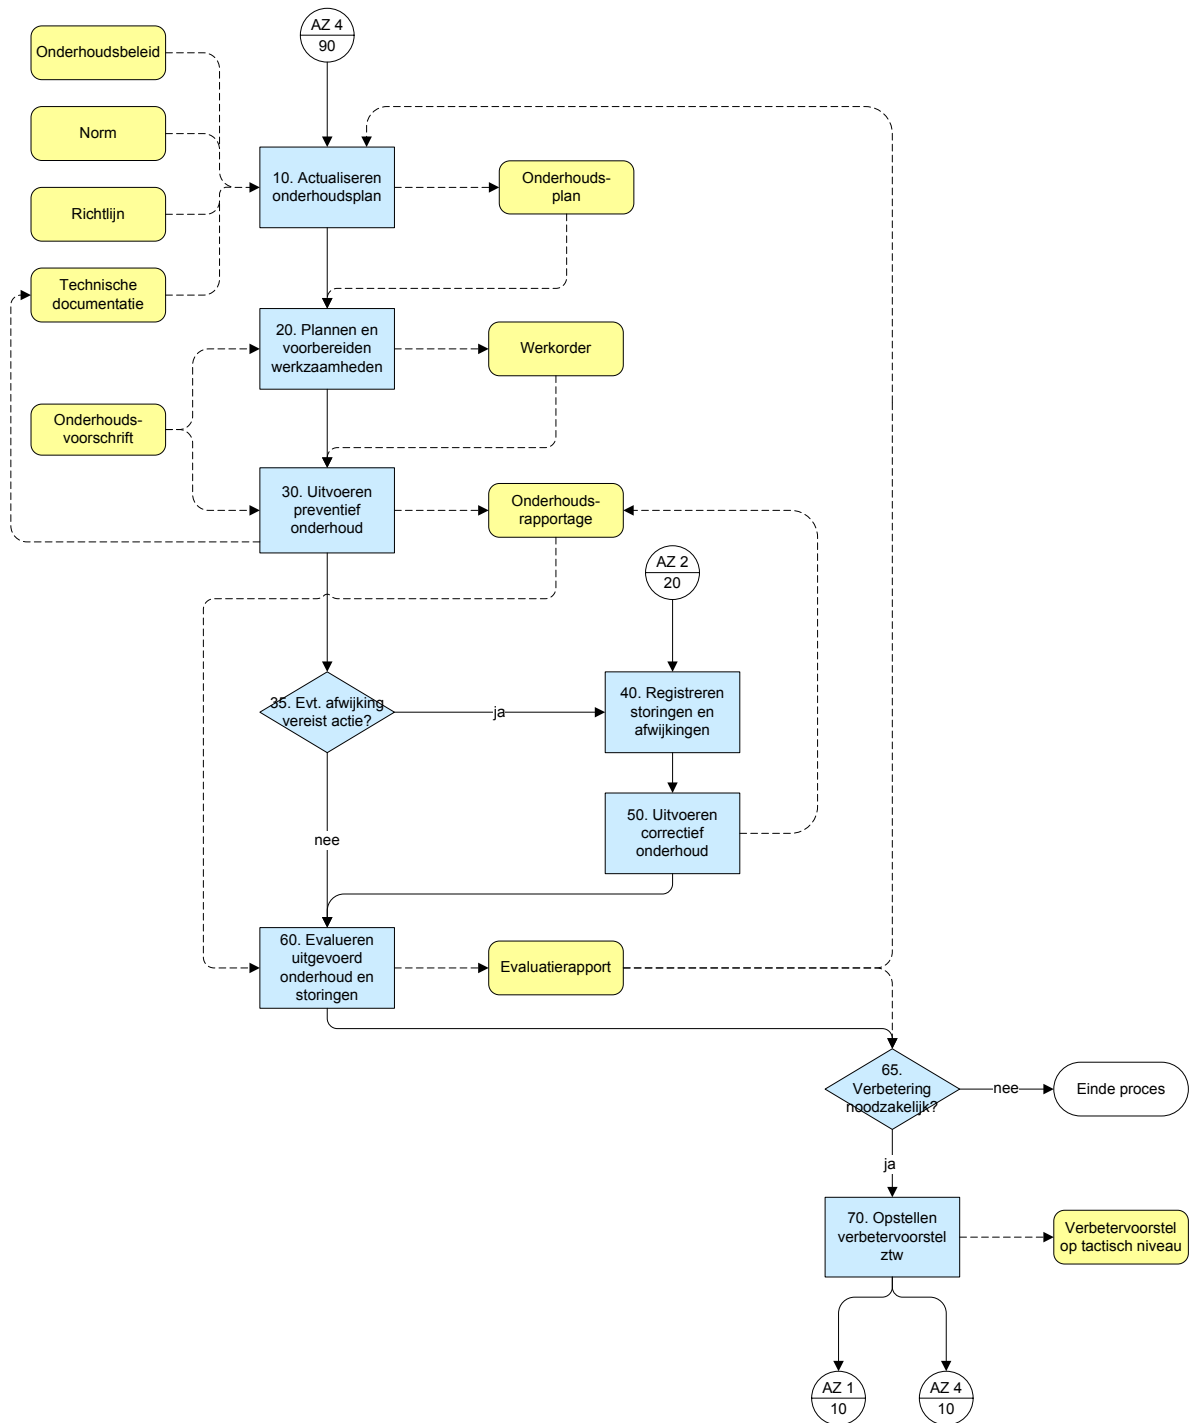 AZ 4
90
Onderhoudsbeleid
Norm
Richtlijn
Technische
documentatie
10. Actualiseren
onderhoudsplan
Onderhouds-
plan
20. Plannen en
voorbereiden
werkzaamheden
Werkorder
Onderhouds-
voorschrift
30. Uitvoeren
preventief
onderhoud
Onderhouds-
rapportage
AZ 2
20
35. Evt. afwijking
vereist actie?
ja
40. Registreren
storingen en
afwijkingen
nee
50. Uitvoeren
correctief
onderhoud
60. Evalueren
uitgevoerd
onderhoud en
storingen
Evaluatierapport
65.
Verbetering
noodzakelijk?
nee
Einde proces
ja
70. Opstellen
verbetervoorstel
ztw
Verbetervoorstel
op tactisch niveau
AZ 1
10
AZ 4
10